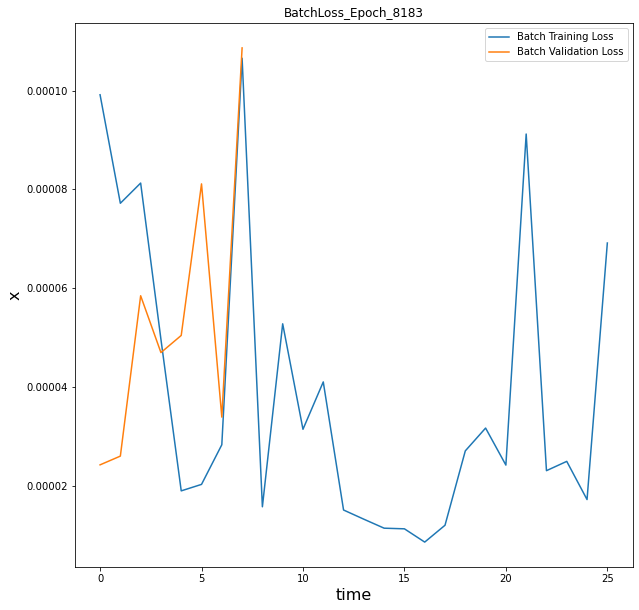 BatchLoss_Epoch_8183
Batch Training Loss
Batch Validation Loss
0.00010
0.00008
0.00006
0.00004
0.00002
x
0 5 10 15 20 25
time